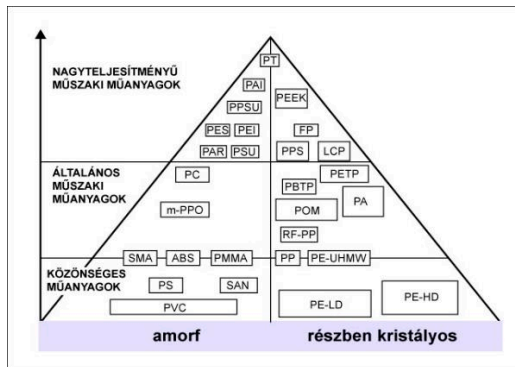 PT
NAGYTELJESÍTMÉNYŰ
MŰSZAKI MŰANYAGOK
PAI
PEEK
PPSU
PES PEI FP
PAR PSU PPS LCP
ÁLTALÁNOS
MŰSZAKI
MŰANYAGOK
PC PETP
PBTP PA
m-PPO POM
RF-PP
SMA ABS PMMA PP PE-UHMW
KÖZÖNSÉGES
MŰANYAGOK
PS SAN PE-HD
PVC PE-LD
amorf részben kristályos